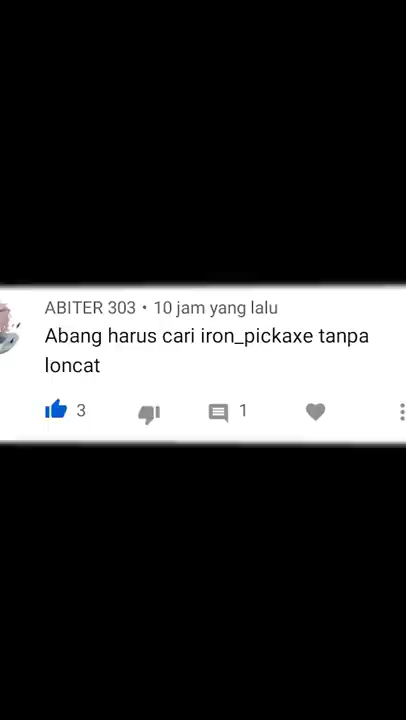 ABITER 303 • 10 jam yang lalu
Abang harus cari iron_pickaxe tanpa
loncat
3
1